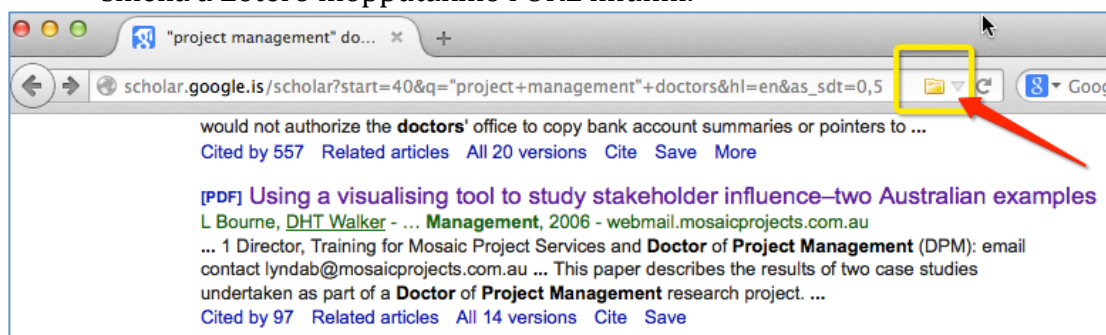 "project management" do... × +
scholar.google.is/scholar?start=40&q="project+management"+doctors&hl=en&as_sdt=0,5 8 Goog
would not authorize the doctors' office to copy bank account summaries or pointers to ...
Cited by 557 Related articles All 20 versions Cite Save More
[PDF] Using a visualising tool to study stakeholder influence–two Australian examples
L Bourne, DHT Walker - ... Management, 2006 - webmail.mosaicprojects.com.au
... 1 Director, Training for Mosaic Project Services and Doctor of Project Management (DPM): email
contact lyndab@mosaicprojects.com.au ... This paper describes the results of two case studies
undertaken as part of a Doctor of Project Management research project. ...
Cited by 97 Related articles All 14 versions Cite Save